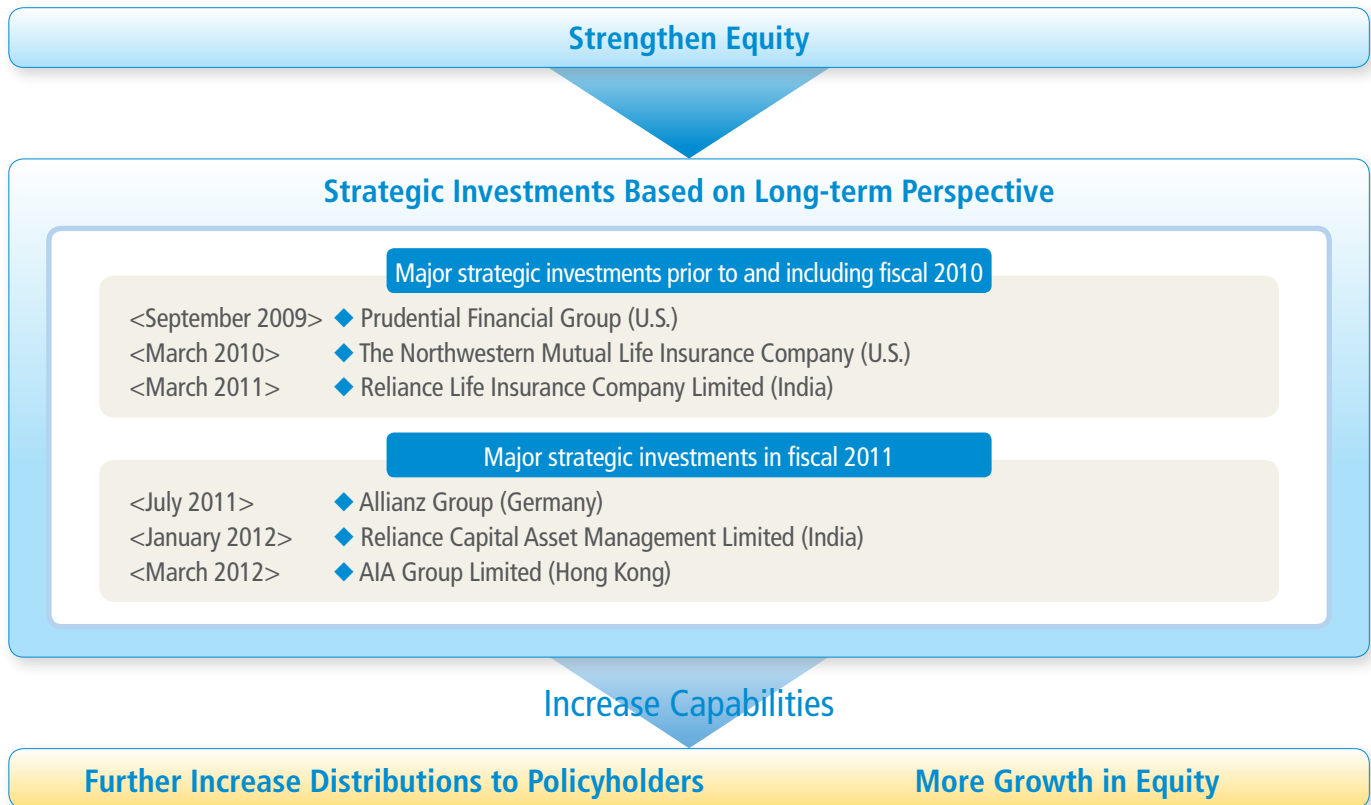 Strengthen Equity
Strategic Investments Based on Long-term Perspective
Major strategic investments prior to and including fiscal 2010
<September 2009> ◆ Prudential Financial Group (U.S.)
<March 2010> ◆ The Northwestern Mutual Life Insurance Company (U.S.)
<March 2011> ◆ Reliance Life Insurance Company Limited (India)
Major strategic investments in fiscal 2011
<July 2011> ◆ Allianz Group (Germany)
<January 2012> ◆ Reliance Capital Asset Management Limited (India)
<March 2012> ◆ AIA Group Limited (Hong Kong)
Increase Capabilities
Further Increase Distributions to Policyholders More Growth in Equity